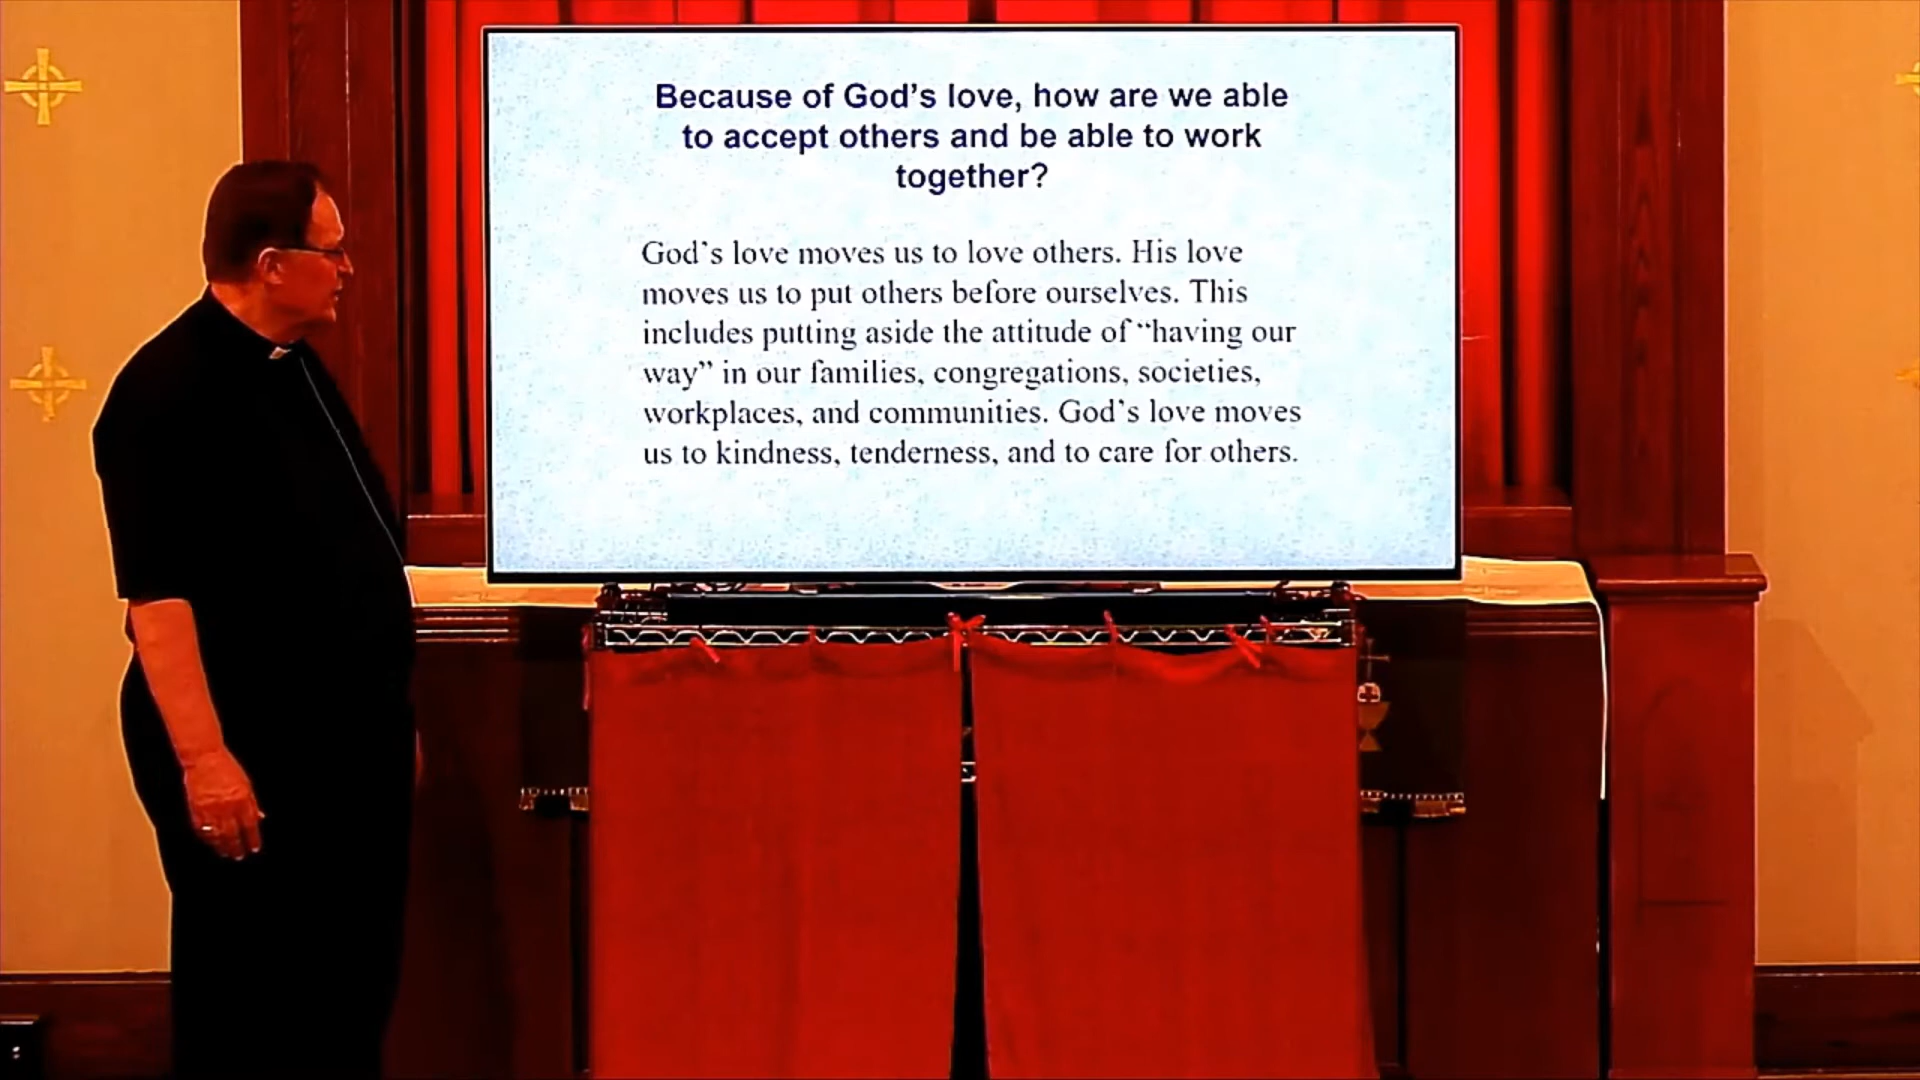 Because of God’s love, how are we able
to accept others and be able to work
together?
God’s love moves us to love others. His love
moves us to put others before ourselves. This
includes putting aside the attitude of “having our
way” in our families, congregations, societies,
workplaces, and communities. God’s love moves
us to kindness, tenderness, and to care for others.